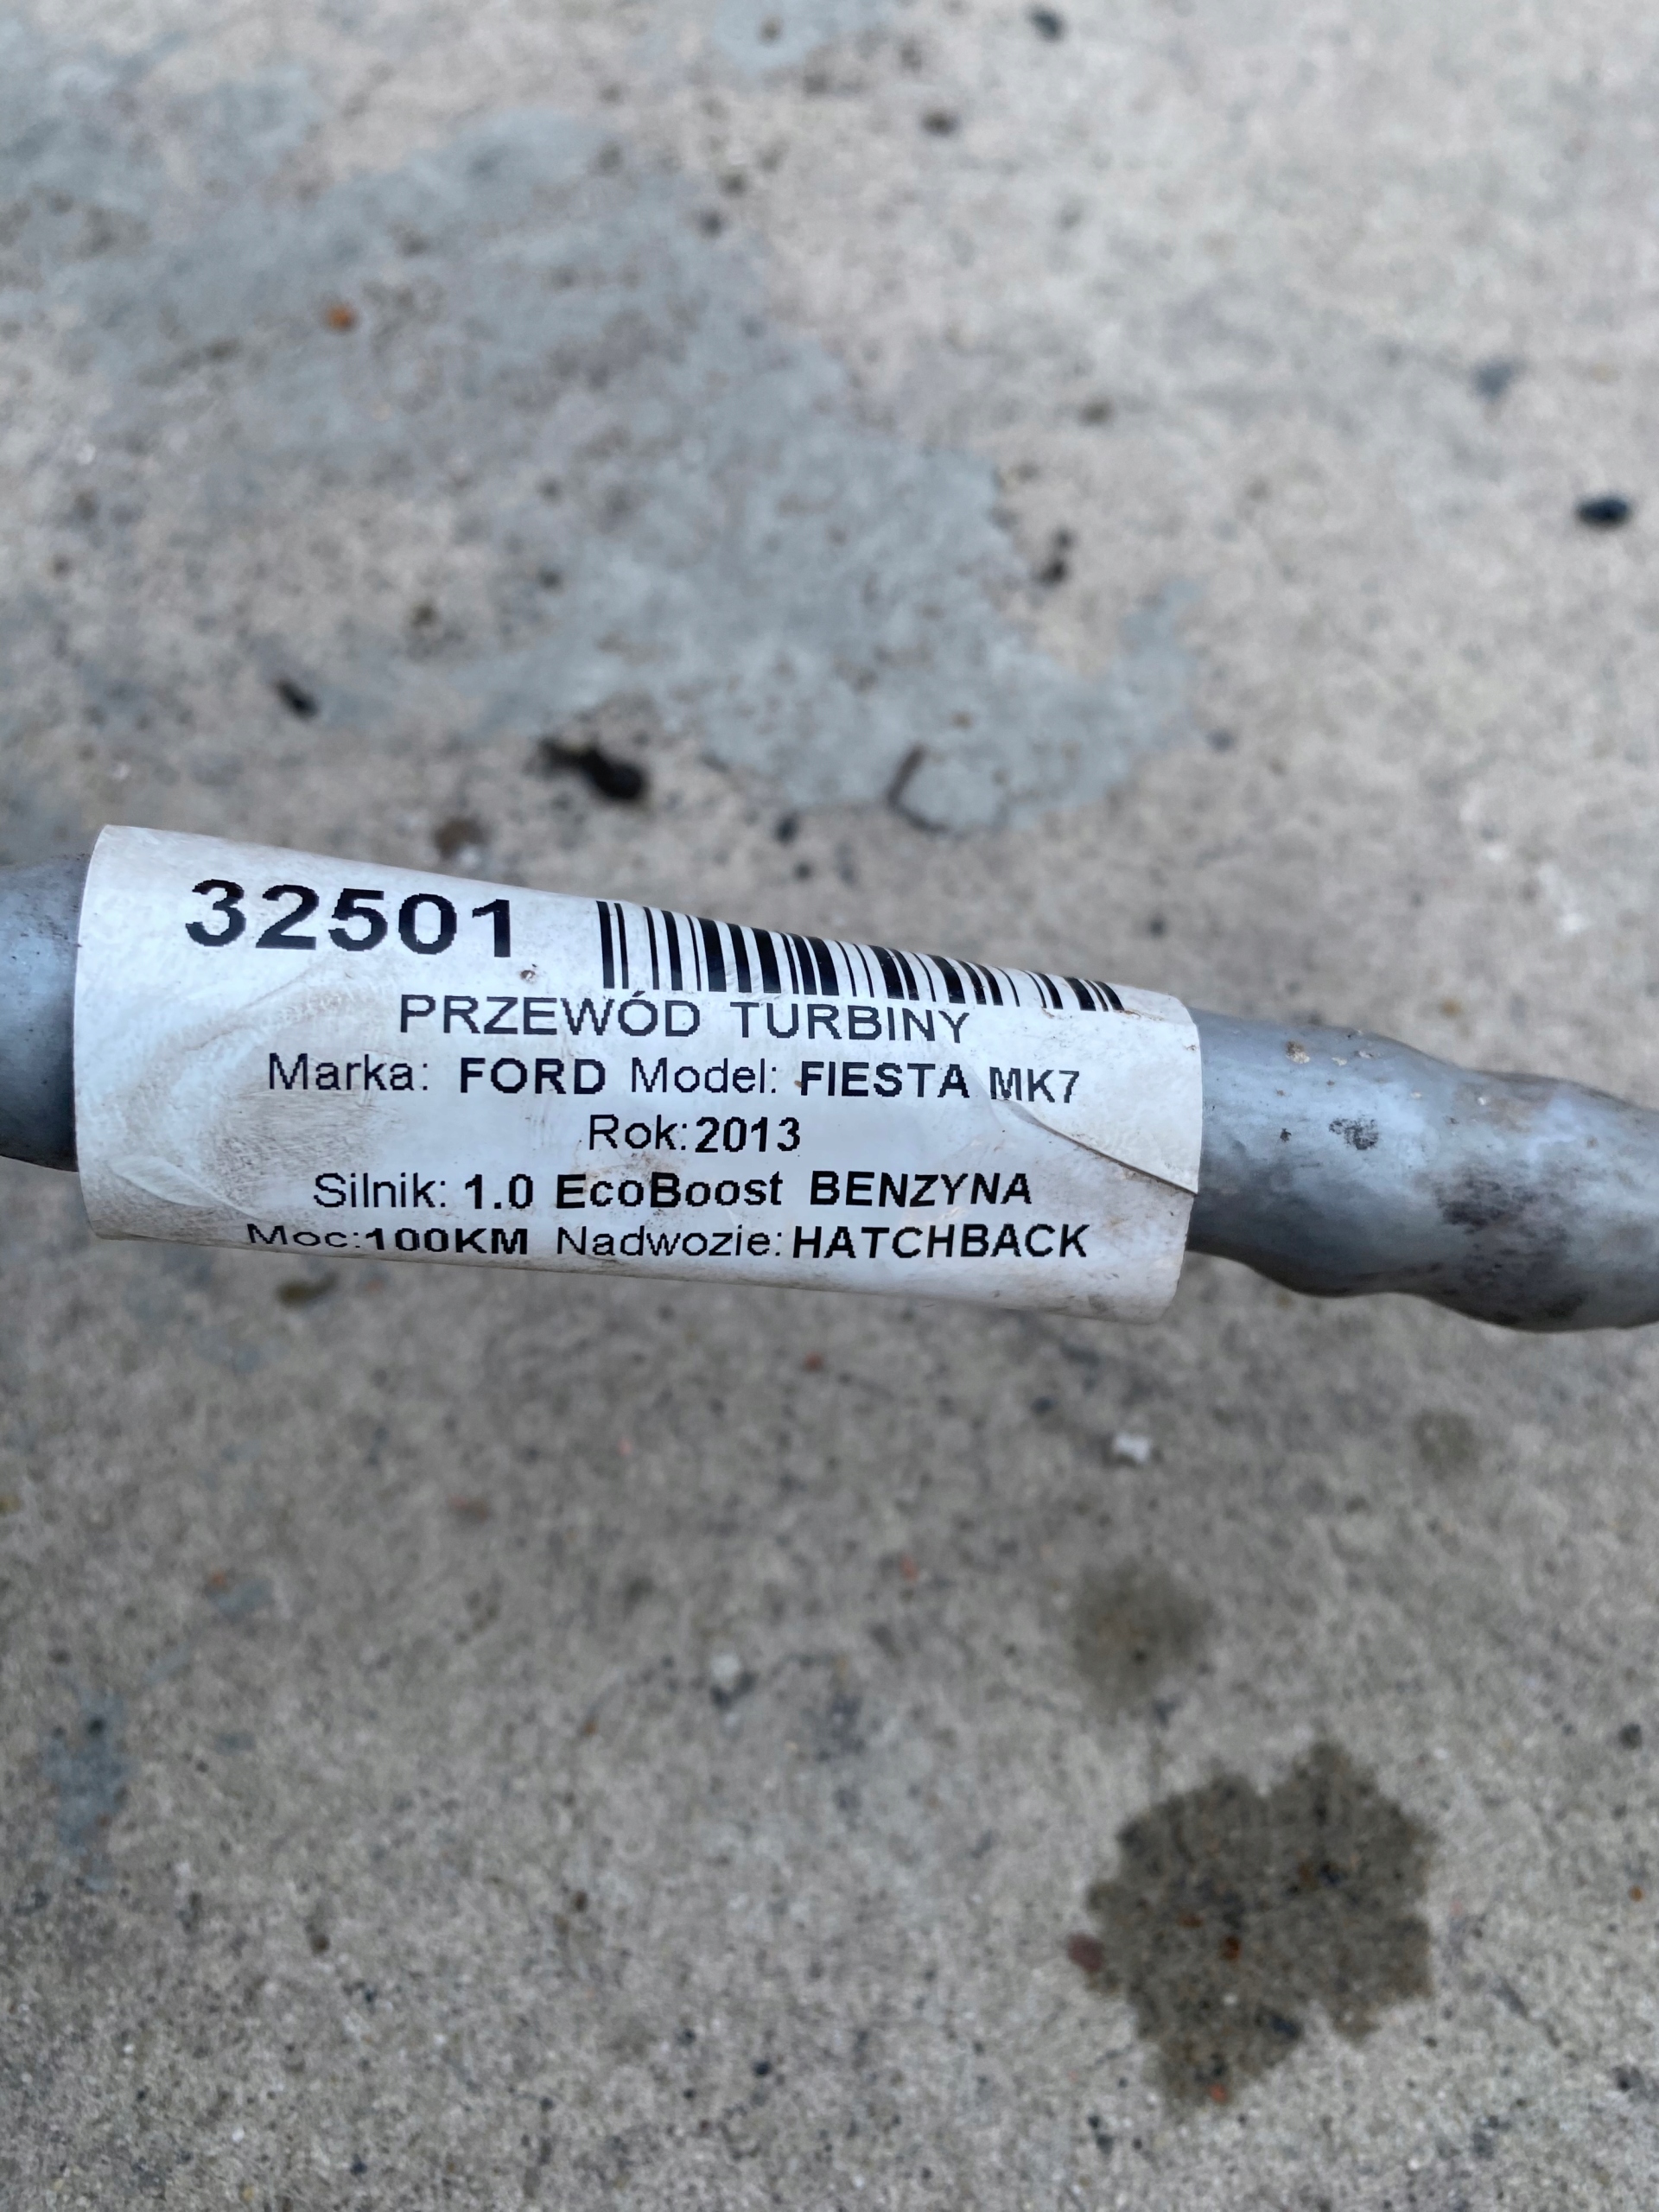 32501
PRZEWÓD TURBINY
Marka: FORD Model: FIESTA MK7
Rok:2013
Silnik: 1.0 EcoBoost BENZYNA
Moc:100KM Nadwozie:HATCHBACK